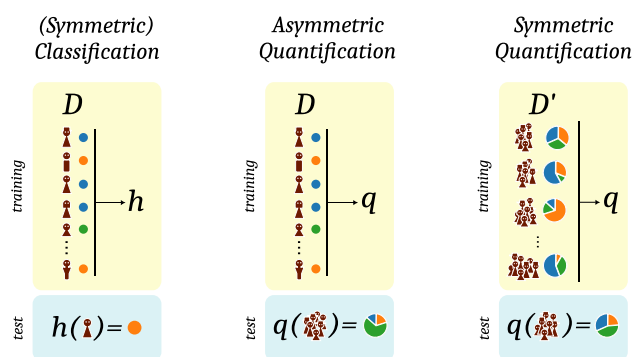 (Symmetric)
Classification
Asymmetric
Quantification
Symmetric
Quantification
D
D
D'
training
training
training
h
q
q
test
h( )=
test
q( )=
test
q( )=